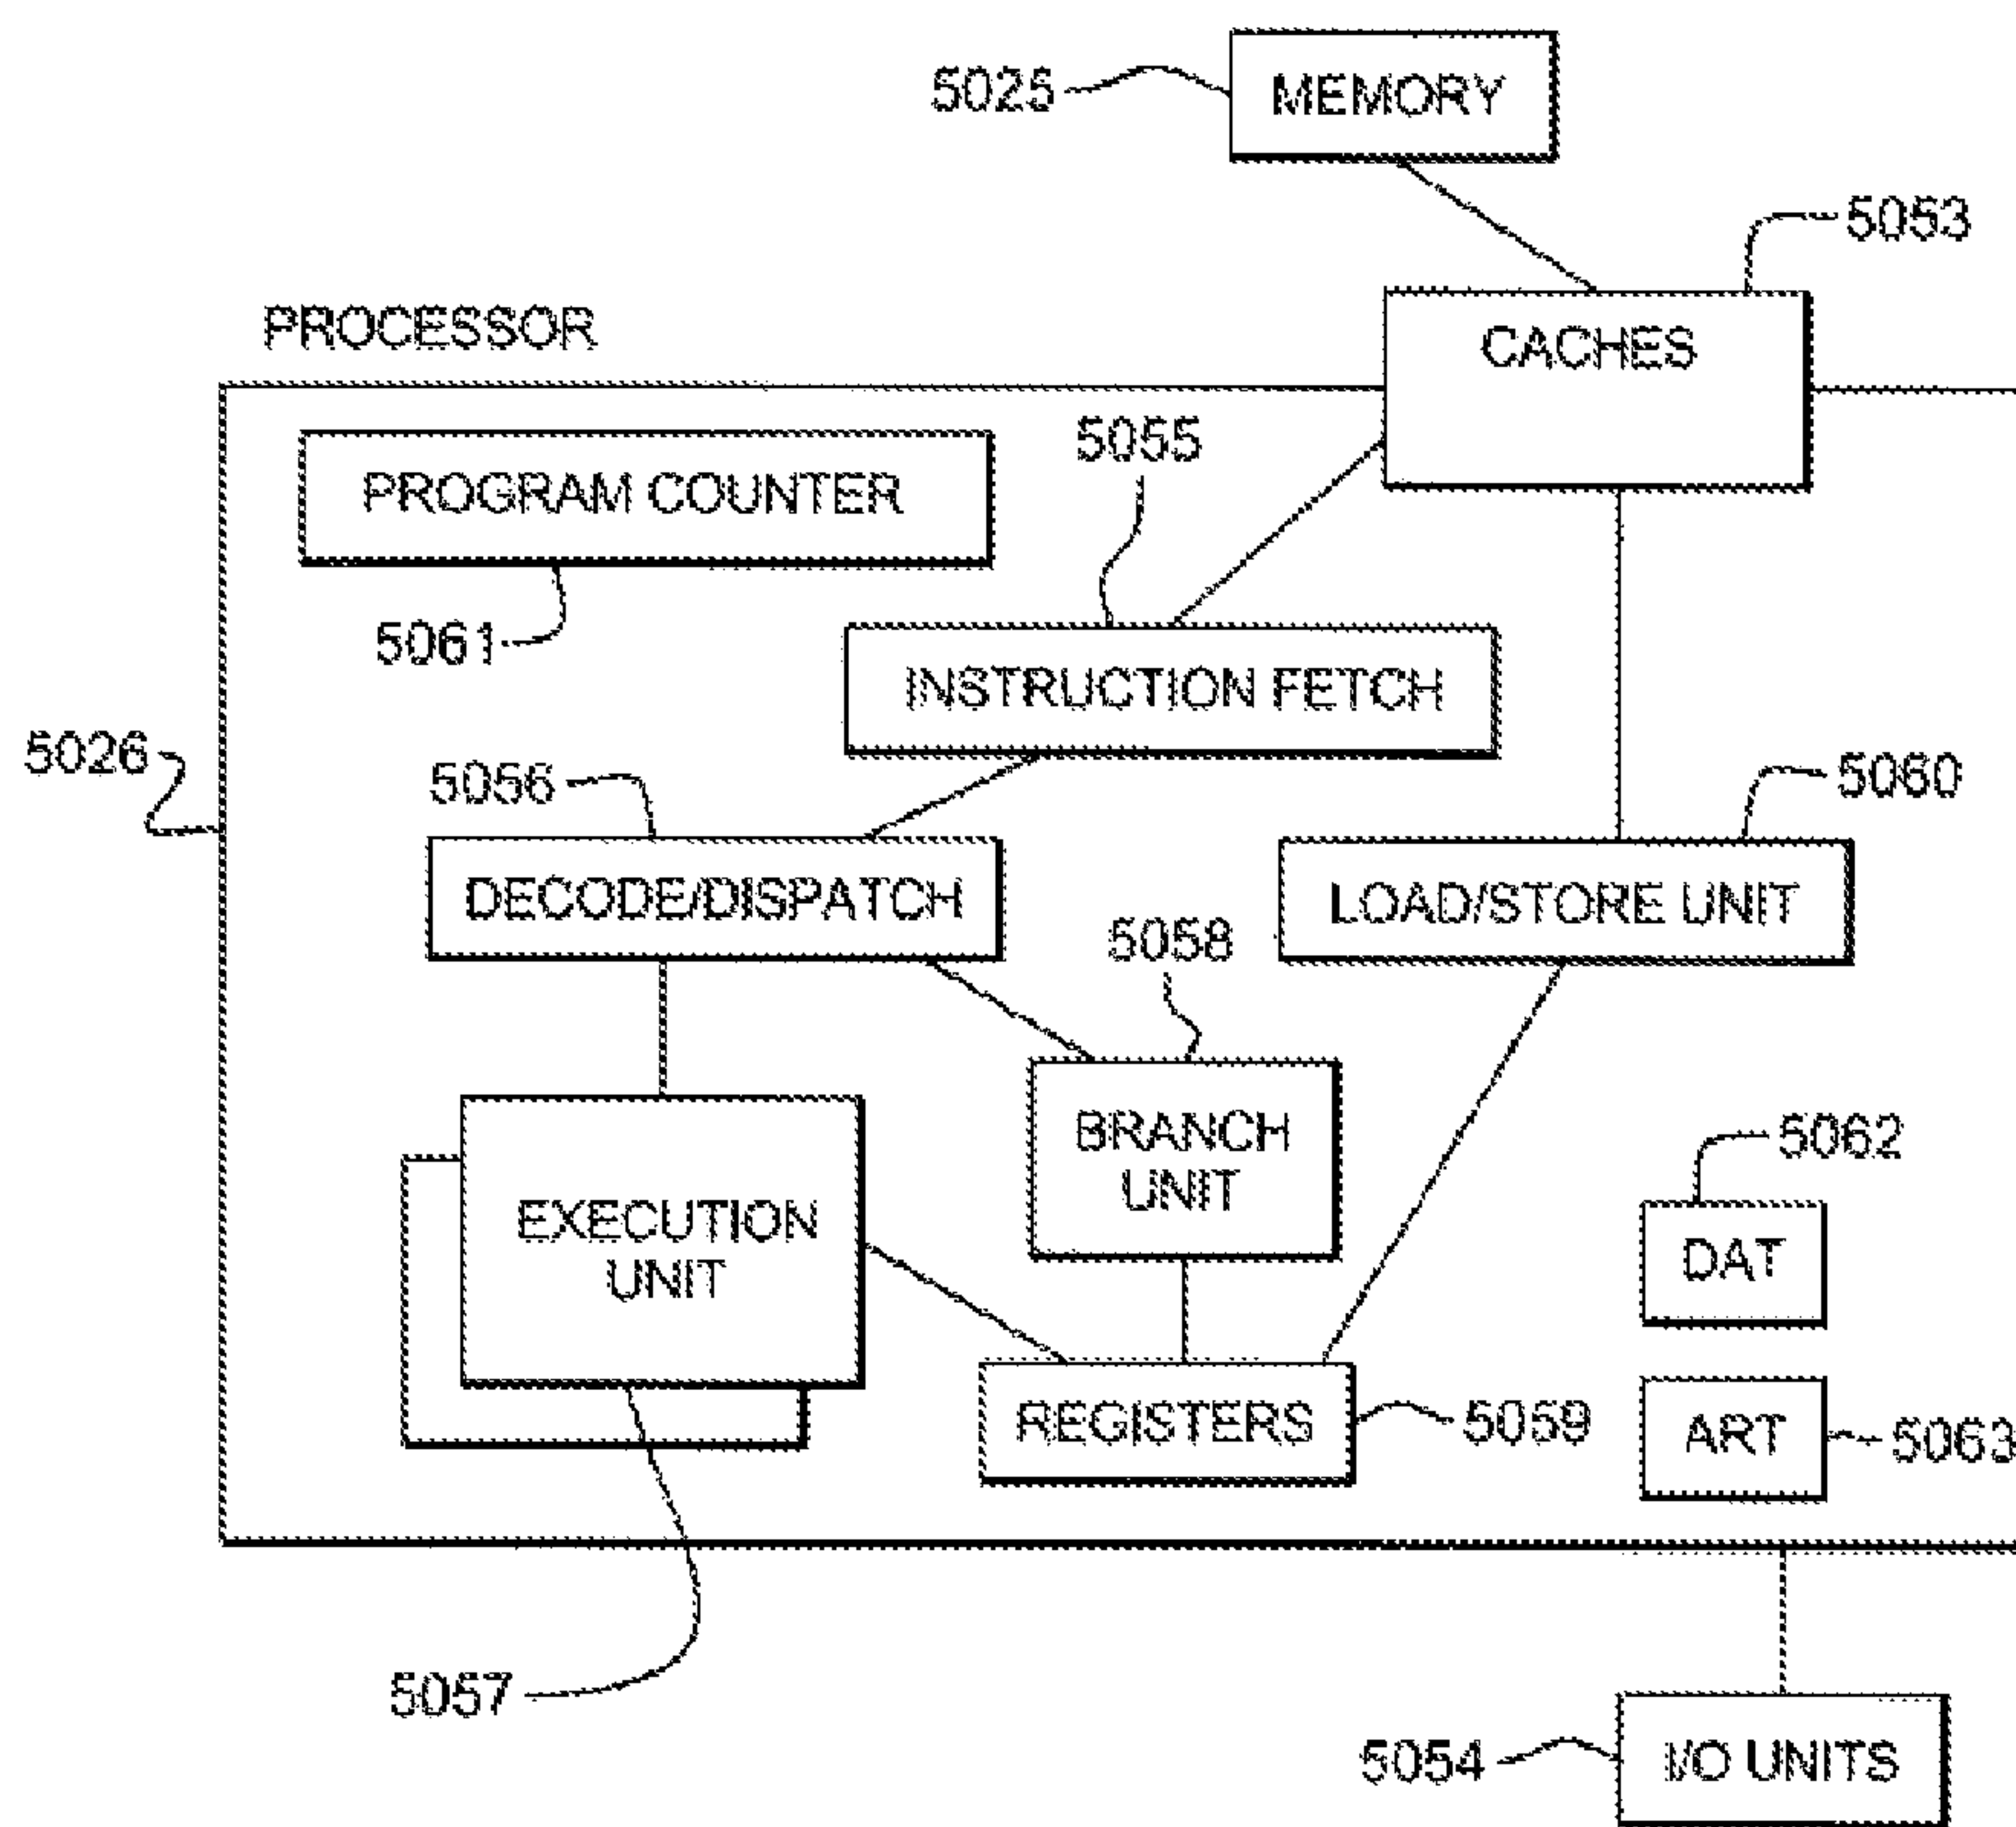 5025
MEMORY
5053
PROCESSOR
CACHES
5055
PROGRAM COUNTER
5061
INSTRUCTION FETCH
5026
5056
5060
DECODE/DISPATCH
LOAD/STORE UNIT
5058
BRANCH
UNIT
5062
EXECUTION
UNIT
DAT
REGISTERS
5059
ART
5063
5057
5054
I/O UNITS